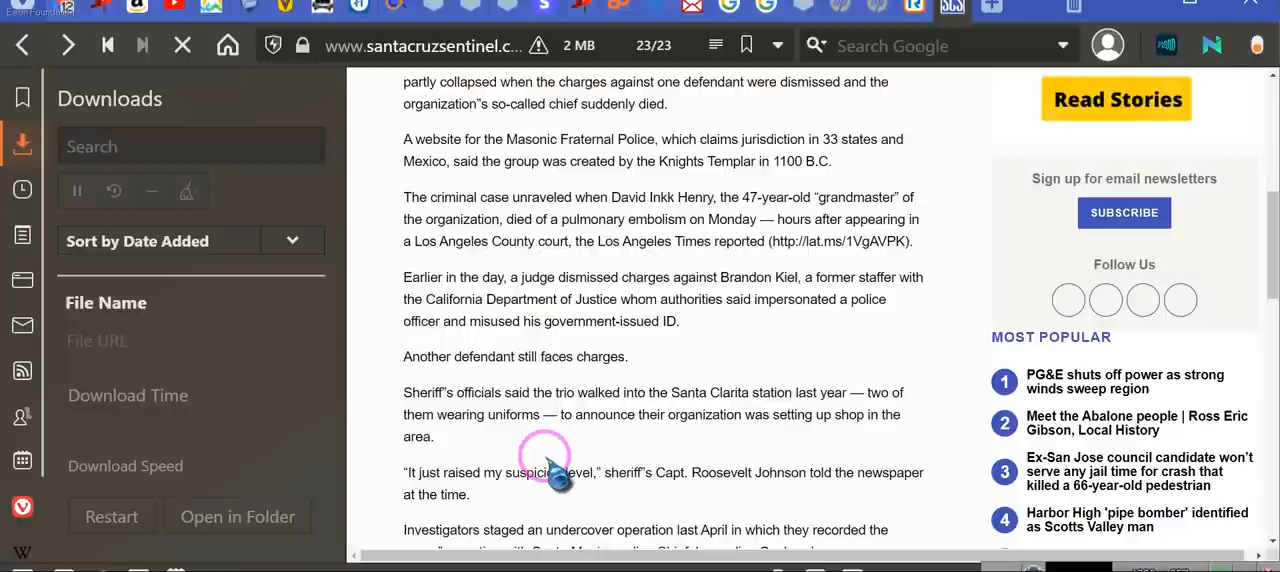 Eeron Foundation
12
SCS
www.santacruzsentinel.c...
2 MB
23/23
Search Google
Downloads
Search
Sort by Date Added
File Name
File URL
Download Time
Download Speed
Restart
Open in Folder
W
partly collapsed when the charges against one defendant were dismissed and the
organization"s so-called chief suddenly died.
A website for the Masonic Fraternal Police, which claims jurisdiction in 33 states and
Mexico, said the group was created by the Knights Templar in 1100 B.C.
The criminal case unraveled when David Inkk Henry, the 47-year-old “grandmaster” of
the organization, died of a pulmonary embolism on Monday — hours after appearing in
a Los Angeles County court, the Los Angeles Times reported (http://lat.ms/1VgAVPK).
Earlier in the day, a judge dismissed charges against Brandon Kiel, a former staffer with
the California Department of Justice whom authorities said impersonated a police
officer and misused his government-issued ID.
Another defendant still faces charges.
Sheriff"s officials said the trio walked into the Santa Clarita station last year — two of
them wearing uniforms — to announce their organization was setting up shop in the
area.
“It just raised my suspicion level,” sheriff"s Capt. Roosevelt Johnson told the newspaper
at the time.
Investigators staged an undercover operation last April in which they recorded the
Read Stories
Sign up for email newsletters
SUBSCRIBE
Follow Us
MOST POPULAR
1 PG&E shuts off power as strong
winds sweep region
2 Meet the Abalone people | Ross Eric
Gibson, Local History
3 Ex-San Jose council candidate won’t
serve any jail time for crash that
killed a 66-year-old pedestrian
4 Harbor High 'pipe bomber' identified
as Scotts Valley man